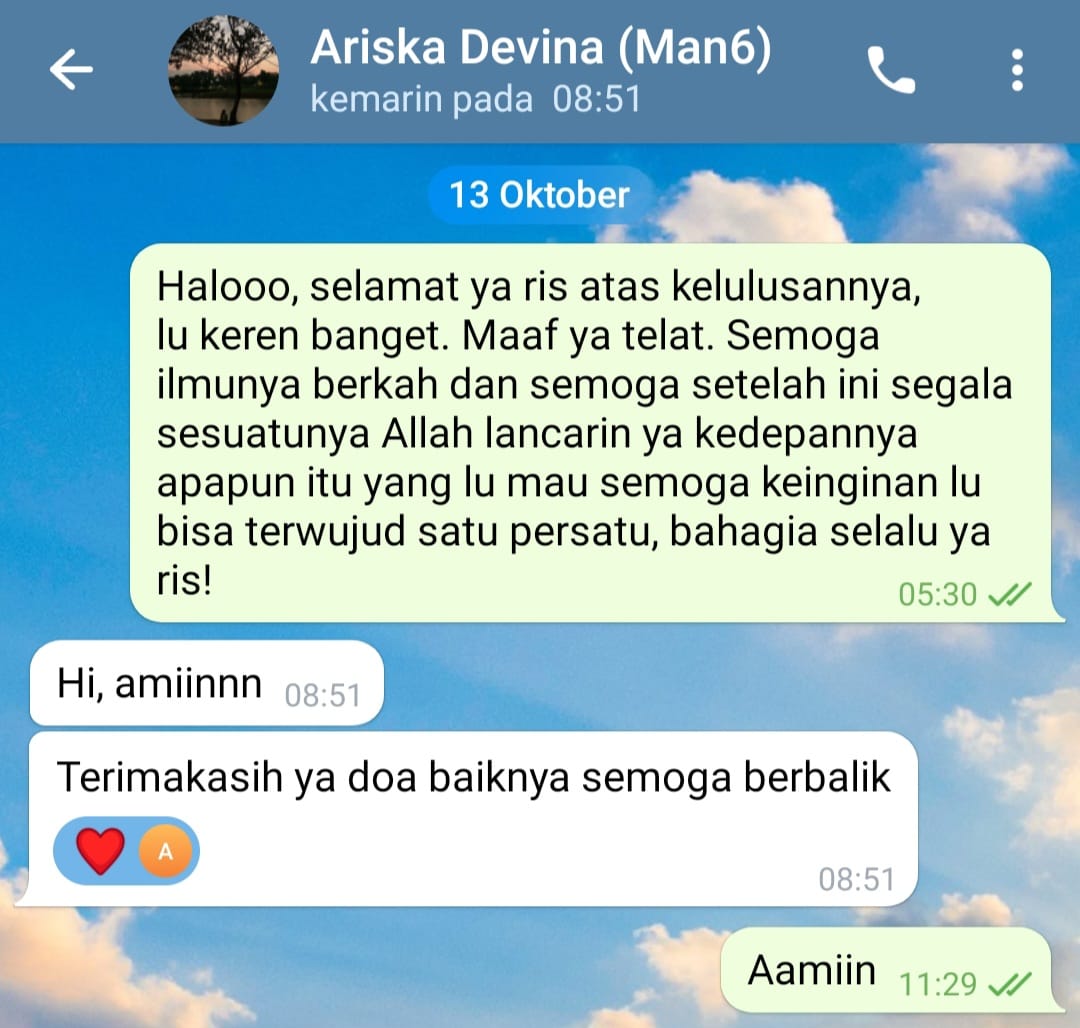 Ariska Devina (Man6)
kemarin pada 08:51
13 Oktober
Halooo, selamat ya ris atas kelulusannya,
lu keren banget. Maaf ya telat. Semoga
ilmunya berkah dan semoga setelah ini segala
sesuatunya Allah lancarin ya kedepannya
apapun itu yang lu mau semoga keinginan lu
bisa terwujud satu persatu, bahagia selalu ya
ris!
05:30
Hi, amiinnn 08:51
Terimakasih ya doa baiknya semoga berbalik
A
08:51
Aamiin 11:29